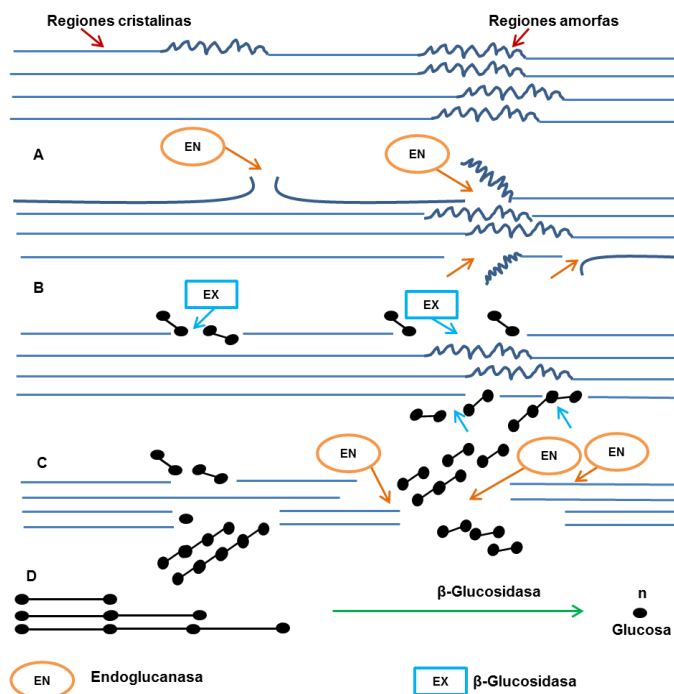 Regiones cristalinas
Regiones amorfas
A
EN
EN
B
EX
EX
C
EN
EN
EN
D
β-Glucosidasa
n
Glucosa
EN
Endoglucanasa
EX
β-Glucosidasa